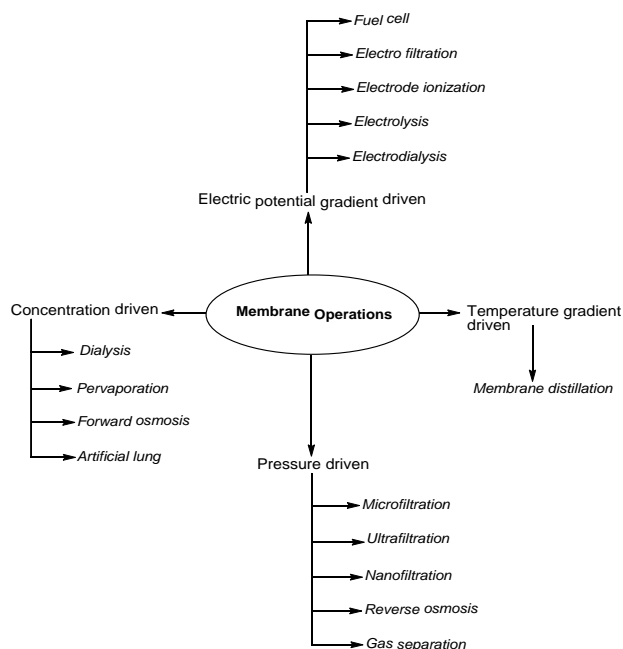 Fuel cell
Electro filtration
Electrode ionization
Electrolysis
Electrodialysis
Electric potential gradient driven
Membrane Operations
Concentration driven
Dialysis
Pervaporation
Forward osmosis
Artificial lung
Temperature gradient
driven
Membrane distillation
Pressure driven
Microfiltration
Ultrafiltration
Nanofiltration
Reverse osmosis
Gas separation